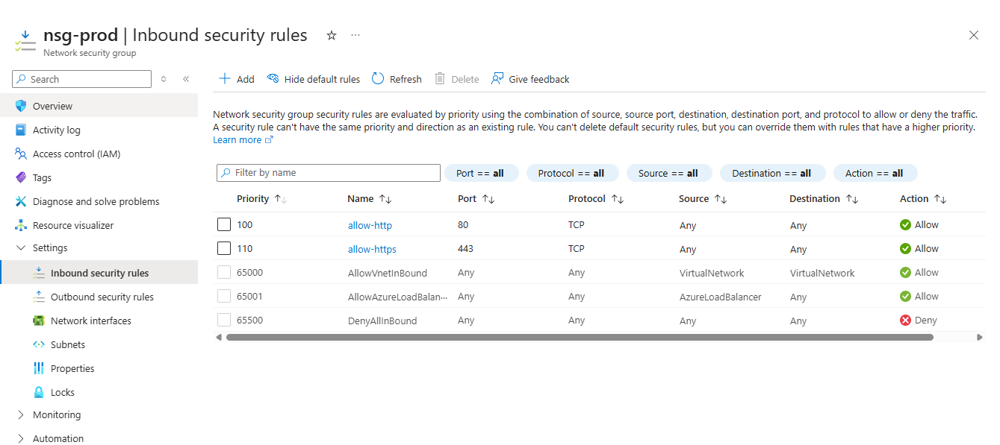 nsg-prod | Inbound security rules
Network security group
Search
Add
Hide default rules
Refresh
Delete
Give feedback
Overview
Activity log
Access control (IAM)
Tags
Diagnose and solve problems
Resource visualizer
Settings
Inbound security rules
Outbound security rules
Network interfaces
Subnets
Properties
Locks
Monitoring
Automation
Network security group security rules are evaluated by priority using the combination of source, source port, destination, destination port, and protocol to allow or deny the traffic.
A security rule can't have the same priority and direction as an existing rule. You can't delete default security rules, but you can override them with rules that have a higher priority.
Learn more
Filter by name
Port == all
Protocol == all
Source == all
Destination == all
Action == all
Priority Name Port Protocol Source Destination Action
100 allow-http 80 TCP Any Any Allow
110 allow-https 443 TCP Any Any Allow
65000 AllowVnetInBound Any Any VirtualNetwork VirtualNetwork Allow
65001 AllowAzureLoadBalan··· Any Any AzureLoadBalancer Any Allow
65500 DenyAllInBound Any Any Any Any Deny